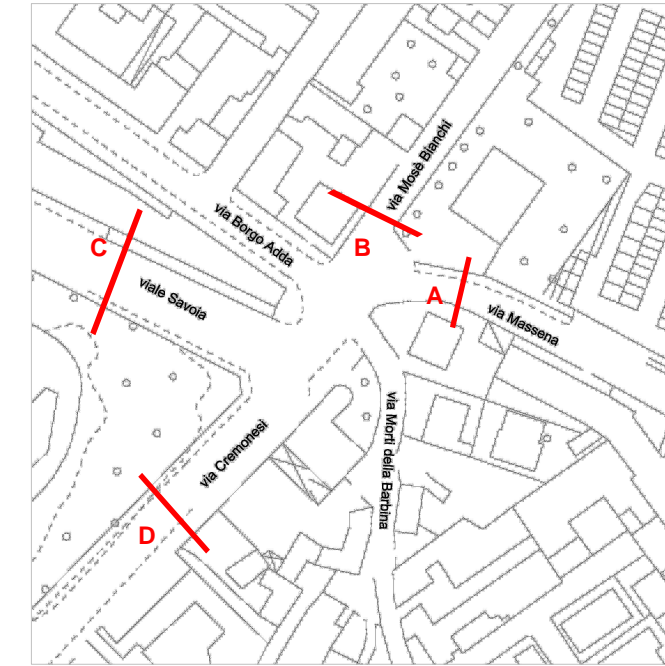 via Mosè Bianchi
via Borgo Adda
B
C
viale Savoia
A
via Massena
via Cremonesi
via Morti della Barbina
D